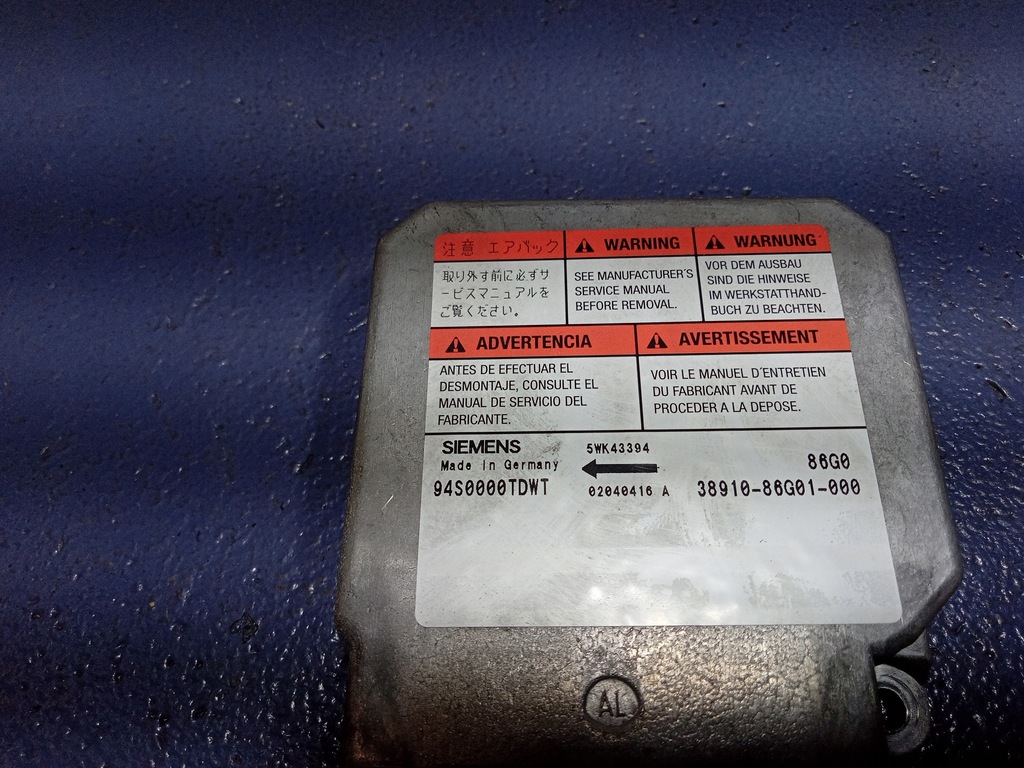 注意 エアバック
取り外す前に必ずサ
ービスマニュアルを
ご覧ください。
WARNING
SEE MANUFACTURER'S
SERVICE MANUAL
BEFORE REMOVAL.
WARNUNG
VOR DEM AUSBAU
SIND DIE HINWEISE
IM WERKSTATTHAND-
BUCH ZU BEACHTEN.
ADVERTENCIA
ANTES DE EFECTUAR EL
DESMONTAJE, CONSULTE EL
MANUAL DE SERVICIO DEL
FABRICANTE.
AVERTISSEMENT
VOIR LE MANUEL D'ENTRETIEN
DU FABRICANT AVANT DE
PROCEDER A LA DEPOSE.
SIEMENS 5WK43394
Made in Germany 86G0
94S0000TDWT 02040416 A 38910-86G01-000
AL